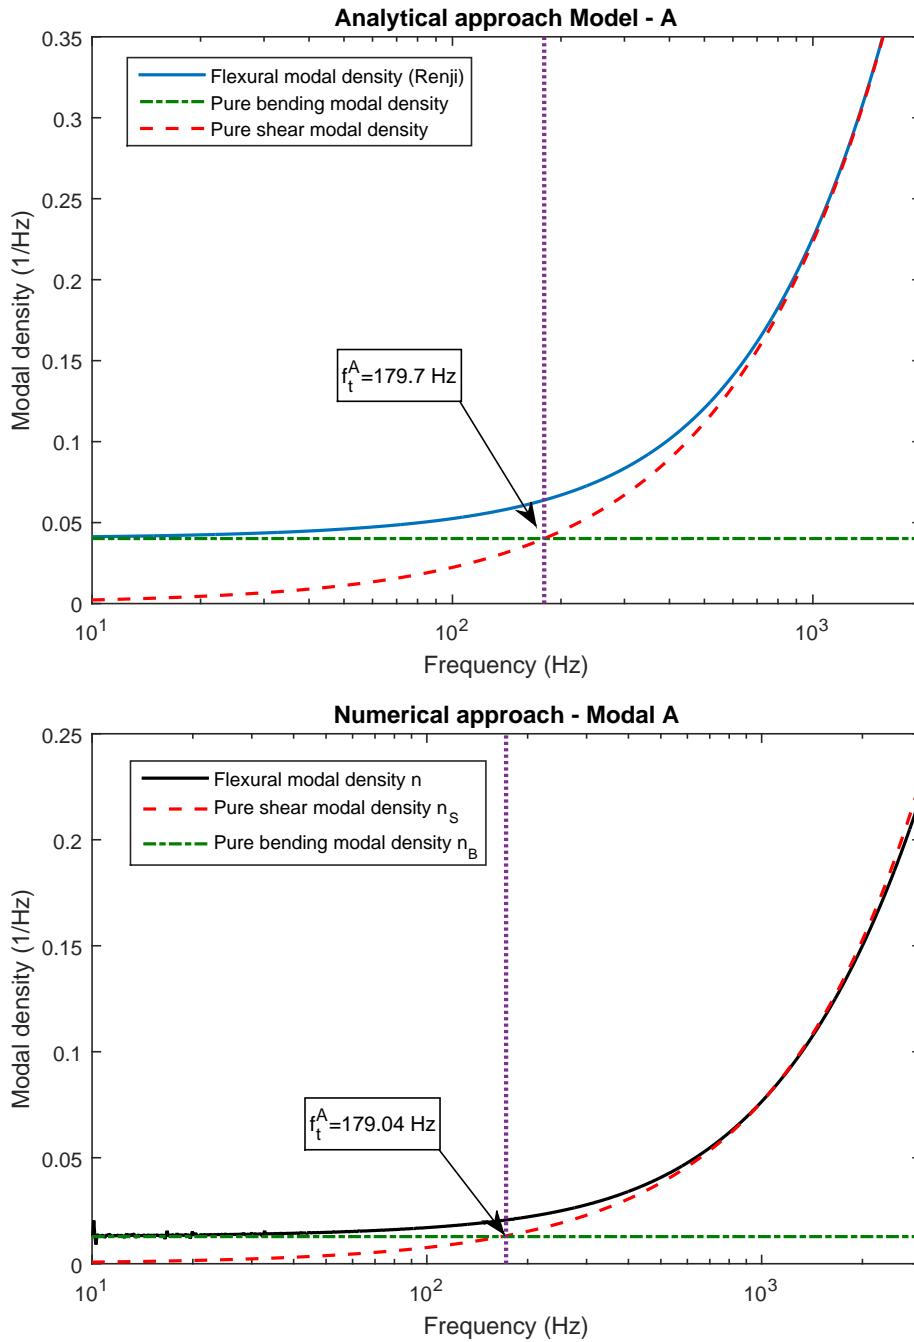 Analytical approach Model - A
0.35
0.3
0.25
0.2
0.15
0.1
0.05
0
Modal density (1/Hz)
Flexural modal density (Renji)
Pure bending modal density
Pure shear modal density
f_t^A=179.7 Hz
10^1
10^2
10^3
Frequency (Hz)
Numerical approach - Modal A
0.25
0.2
0.15
0.1
0.05
0
Modal density (1/Hz)
Flexural modal density n
Pure shear modal density n_S
Pure bending modal density n_B
f_t^A=179.04 Hz
10^1
10^2
10^3
Frequency (Hz)